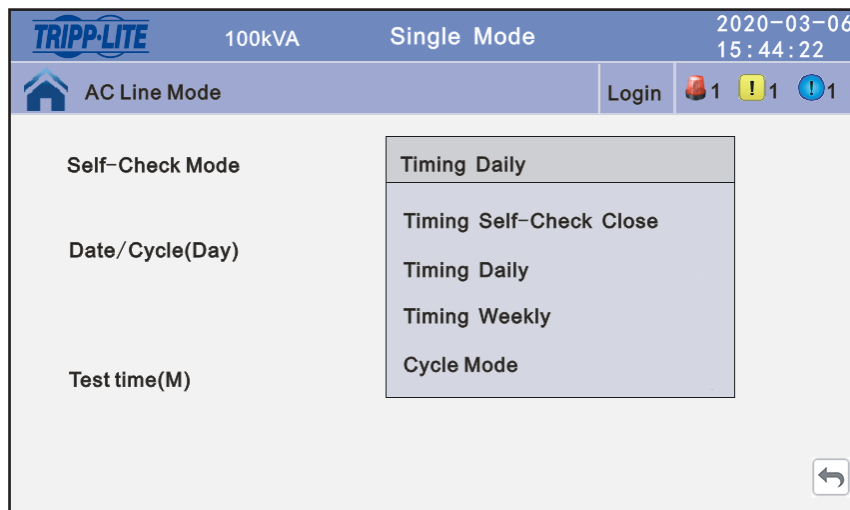 TRIPP·LITE 100kVA Single Mode 2020-03-06
15:44:22
AC Line Mode Login 1 ! 1 ! 1
Self-Check Mode Timing Daily
Timing Self-Check Close
Date/Cycle(Day)
Timing Daily
Timing Weekly
Cycle Mode
Test time(M)